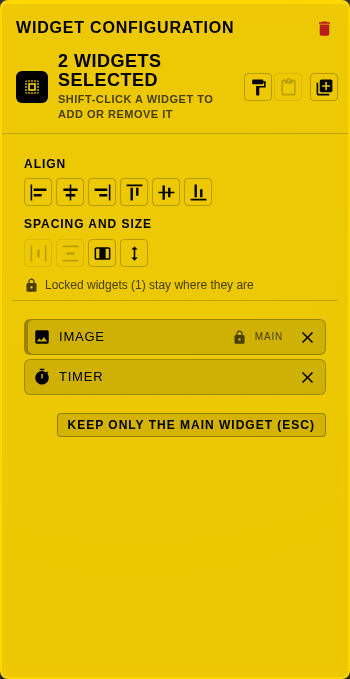 WIDGET CONFIGURATION
2 WIDGETS
SELECTED
SHIFT-CLICK A WIDGET TO
ADD OR REMOVE IT
ALIGN
SPACING AND SIZE
Locked widgets (1) stay where they are
IMAGE MAIN
TIMER
KEEP ONLY THE MAIN WIDGET (ESC)